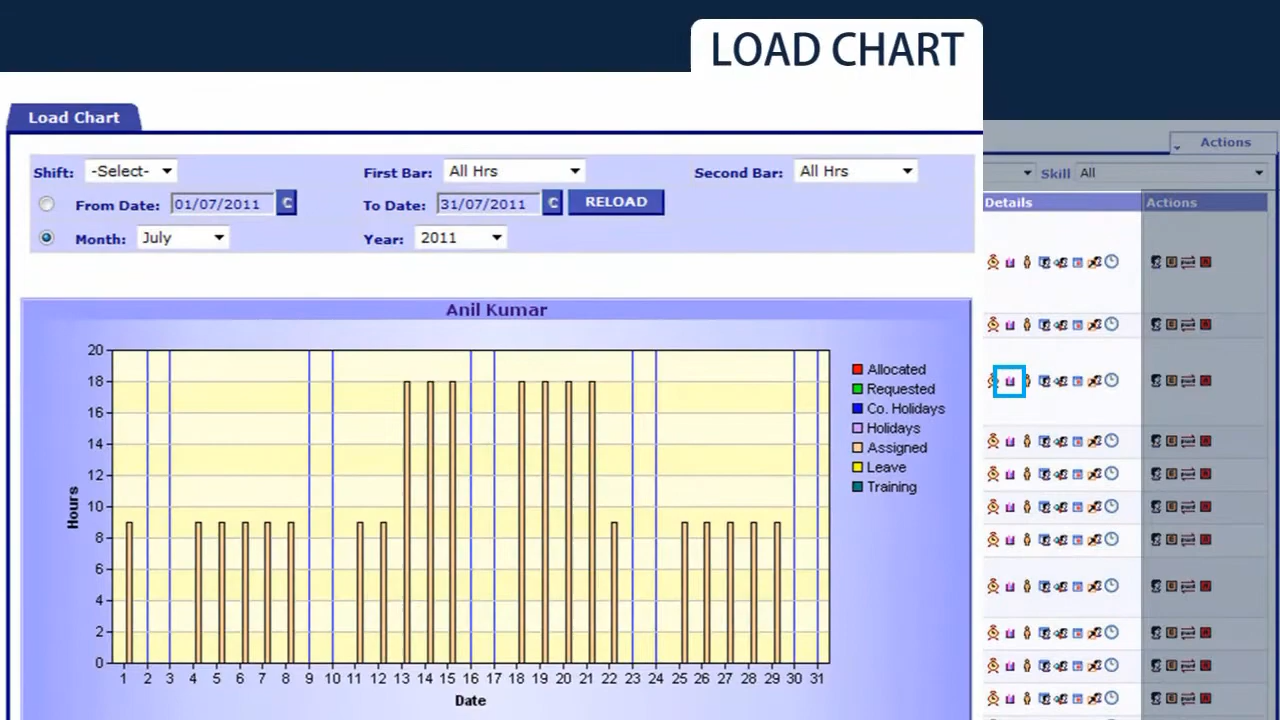 LOAD CHART
Load Chart
Actions
Shift: -Select- First Bar: All Hrs Second Bar: All Hrs
Skill All
From Date: 01/07/2011 C To Date: 31/07/2011 C RELOAD
Month: July Year: 2011
Details Actions
Anil Kumar
20
18
16
14
12
10
8
6
4
2
0
Hours
1 2 3 4 5 6 7 8 9 10 11 12 13 14 15 16 17 18 19 20 21 22 23 24 25 26 27 28 29 30 31
Date
Allocated
Requested
Co. Holidays
Holidays
Assigned
Leave
Training